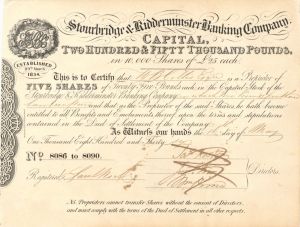 Stourbridge & Kidderminster Banking Company.
CAPITAL,
TWO HUNDRED & FIFTY THOUSAND POUNDS,
in 10,000 Shares of £25 each
ESTABLISHED
1834.
This is to Certify that is a Proprietor of
FIVE SHARES of Twenty Five Pounds each in the Capital Stock of the
Stourbridge & Kidderminster Banking Company
and that as the Proprietor of the said Shares he hath become
entitled to all Benefits and Emoluments thereof upon the terms and stipulations
contained in the Deed of Settlement of the Company.
As Witness our hands the day of May
One Thousand Eight Hundred and Thirty
No. 8086 to 8090.
Directors.
Registered
No Proprietor cannot transfer Shares without the consent of Directors,
and must comply with the terms of the Deed of Settlement in all other respects.